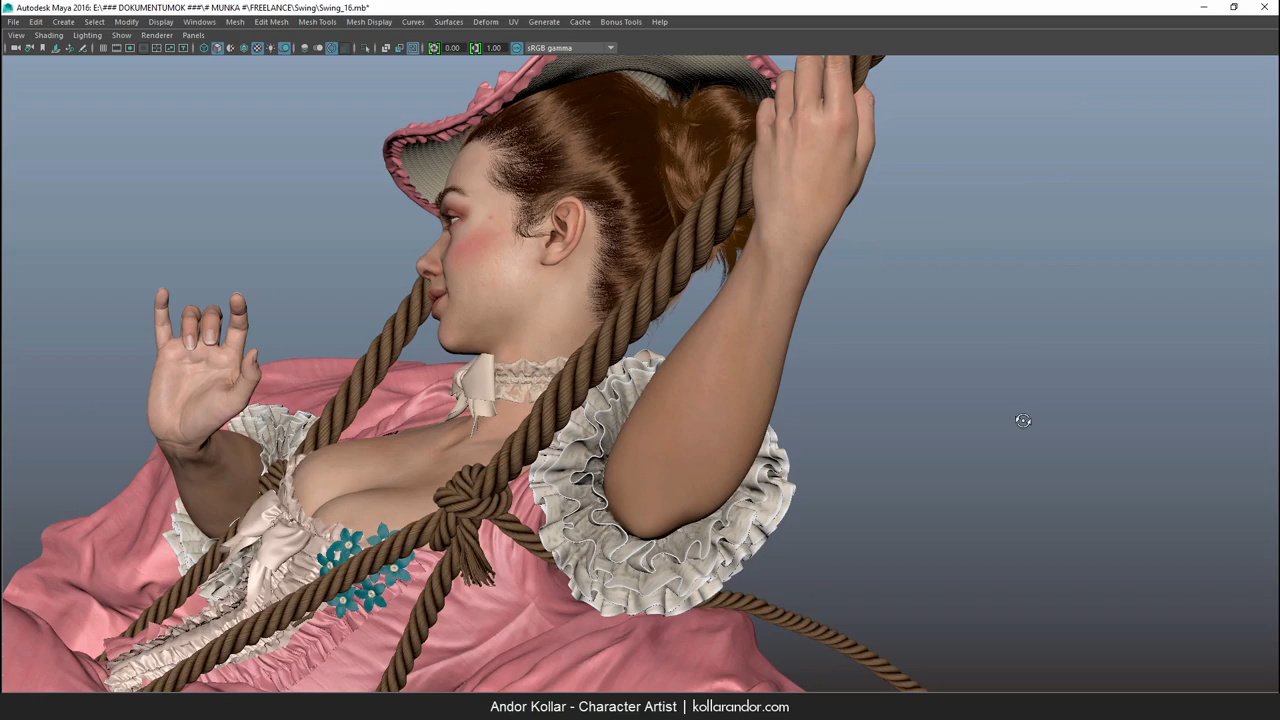 Autodesk Maya 2016: E:\### DOKUMENTUMOK ###\# MUNKA #\FREELANCE\Swing\Swing_16.mb*
File Edit Create Select Modify Display Windows Mesh Edit Mesh Mesh Tools Mesh Display Curves Surfaces Deform UV Generate Cache Bonus Tools Help
View Shading Lighting Show Renderer Panels
0.00 1.00 sRGB gamma
Andor Kollar - Character Artist | kollarandor.com